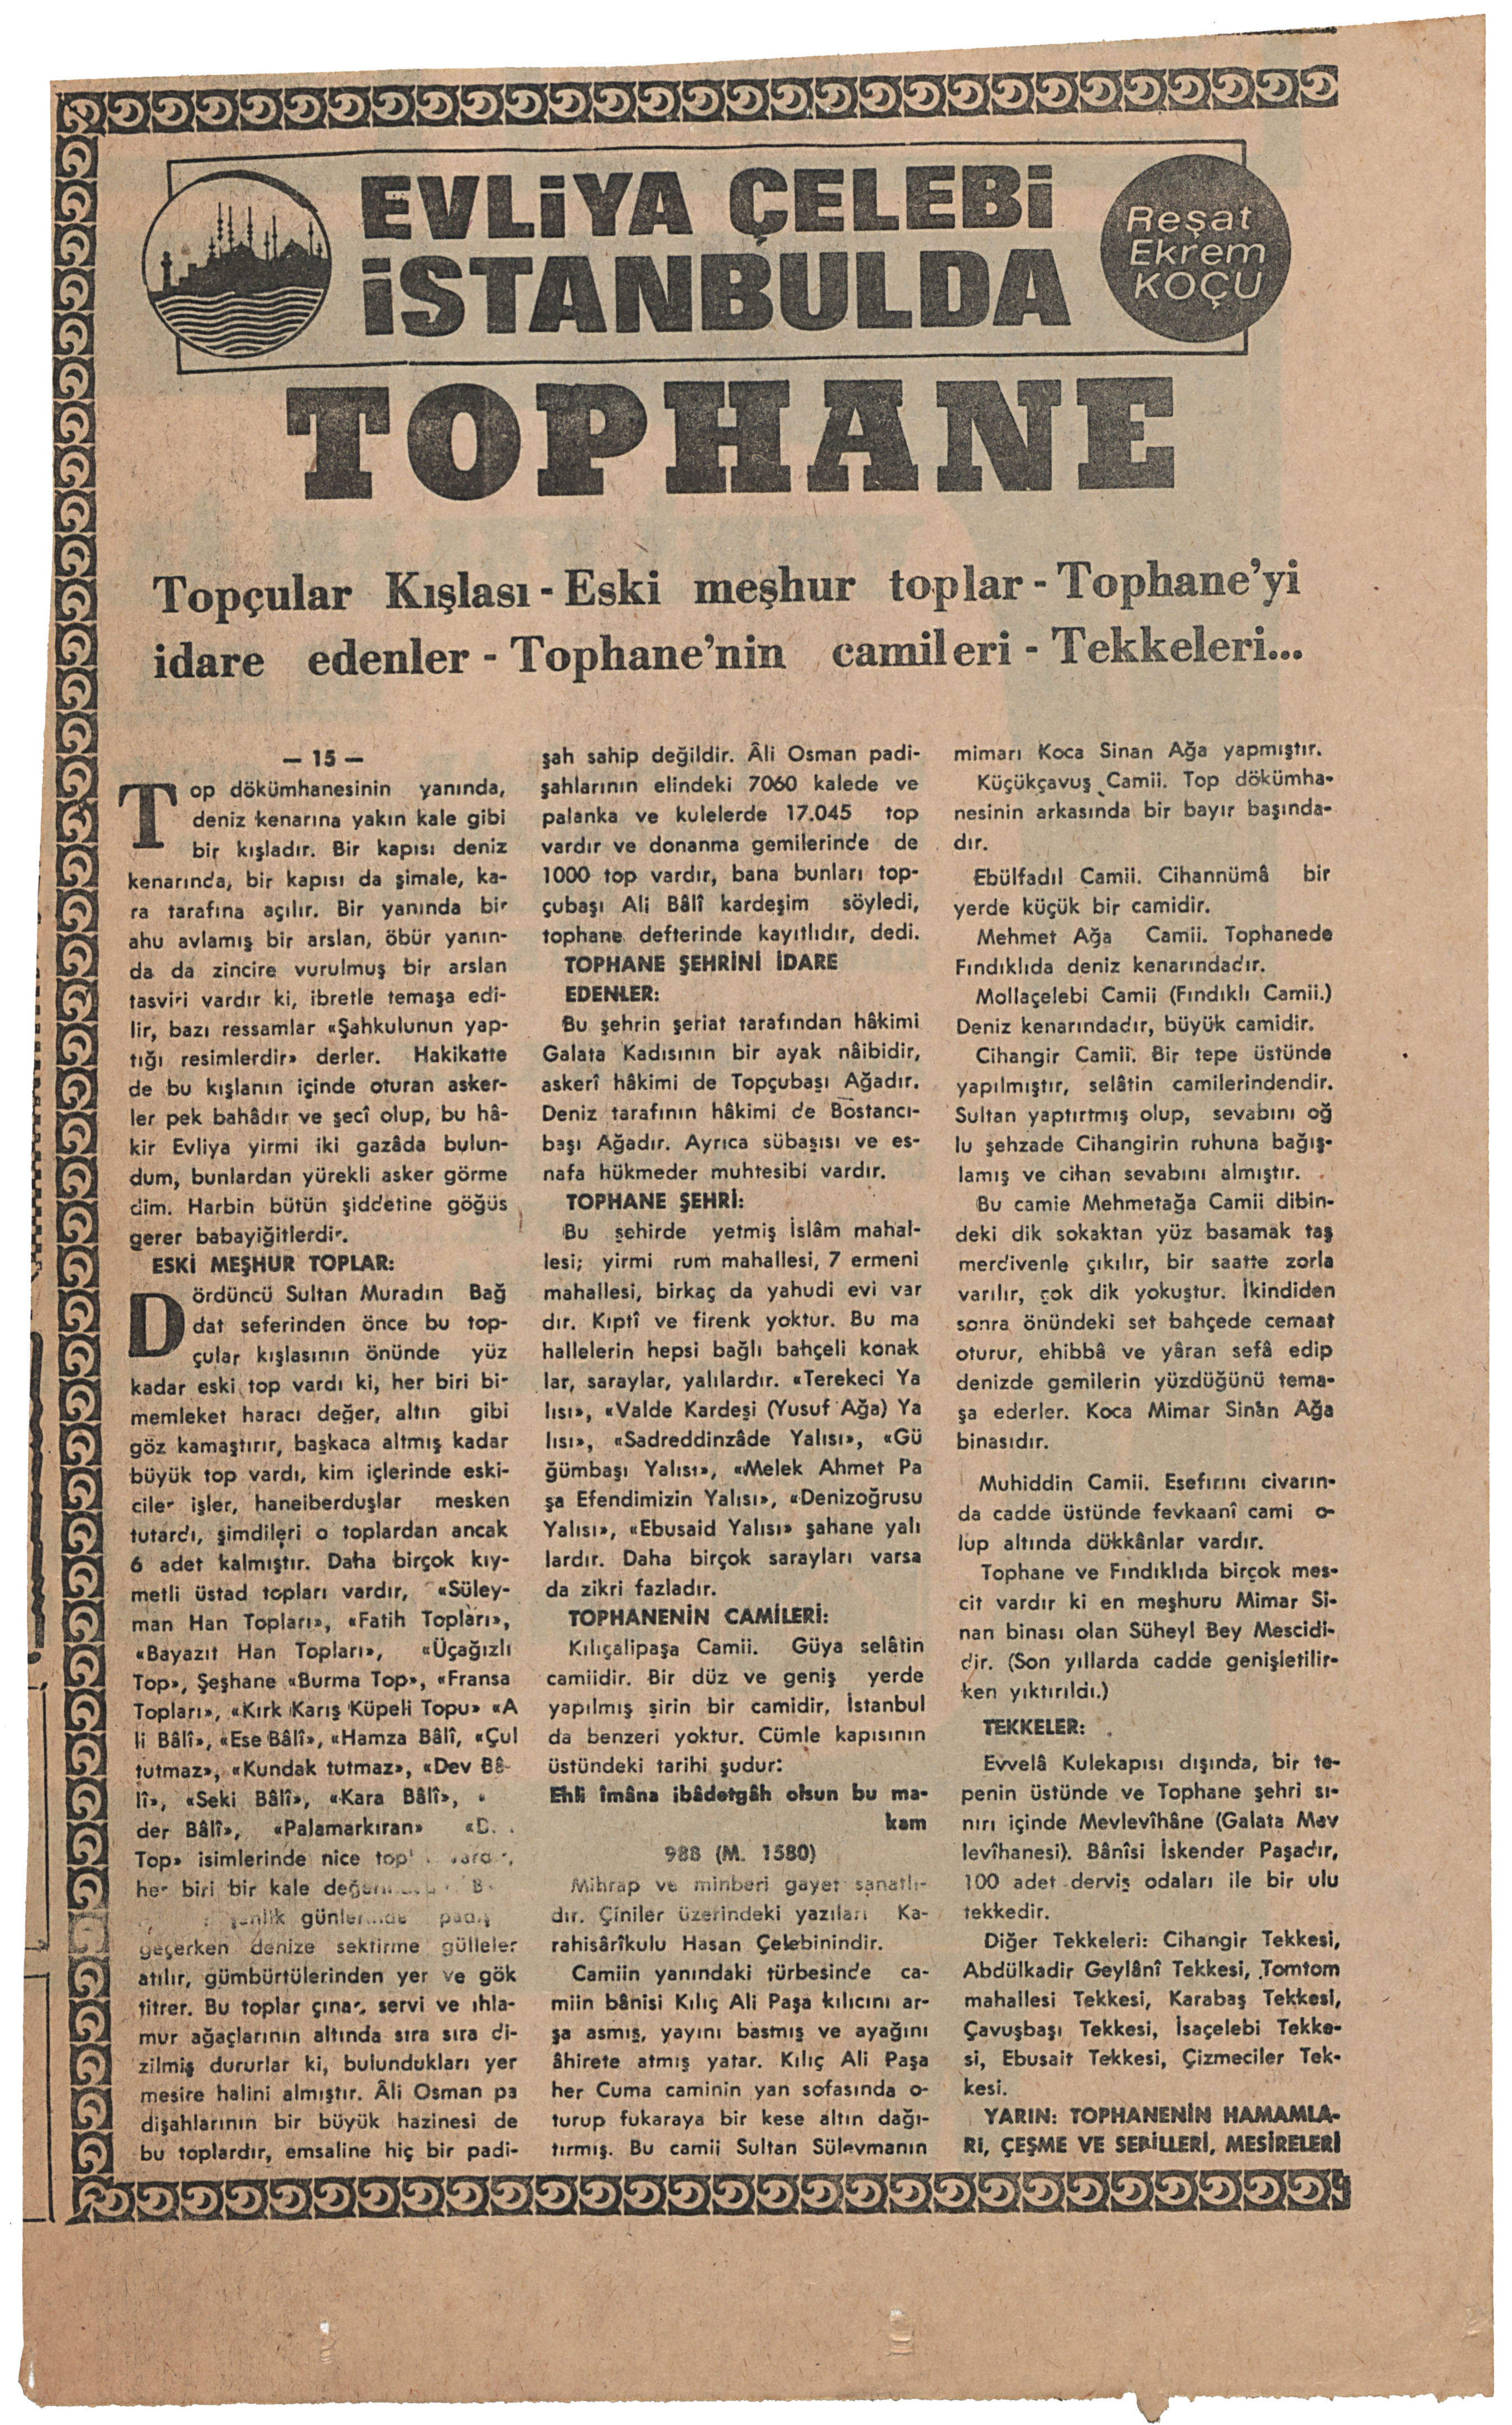 EVLİYA ÇELEBİ
İSTANBULDA
Reşat
Ekrem
KOÇU
TOPHANE
Topçular Kışlası - Eski meşhur toplar - Tophane'yi
idare edenler - Tophane'nin camileri - Tekkeleri...
— 15 —
Top dökümhanesinin yanında,
deniz kenarına yakın kale gibi
bir kışladır. Bir kapısı deniz
kenarında, bir kapısı da şimale, ka-
ra tarafına açılır. Bir yanında bir
ahu avlamış bir arslan, öbür yanın-
da da zincire vurulmuş bir arslan
tasviri vardır ki, ibretle temaşa edi-
lir, bazı ressamlar «Şahkulunun yap-
tığı resimlerdir» derler. Hakikatte
de bu kışlanın içinde oturan asker-
ler pek bahâdır ve şecî olup, bu hâ-
kir Evliya yirmi iki gazâda bulun-
dum, bunlardan yürekli asker görme
dim. Harbin bütün şiddetine göğüs
gerer babayiğitlerdir.
ESKİ MEŞHUR TOPLAR:
Dördüncü Sultan Muradın Bağ
dat seferinden önce bu top-
çular kışlasının önünde yüz
kadar eski top vardı ki, her biri bir
memleket haracı değer, altın gibi
göz kamaştırır, başkaca altmış kadar
büyük top vardı, kim içlerinde eski-
ciler işler, haneiberduşlar mesken
tutardı, şimdileri o toplardan ancak
6 adet kalmıştır. Daha birçok kıy-
metli üstad topları vardır, «Süley-
man Han Topları», «Fatih Topları»,
«Bayazıt Han Topları», «Üçağızlı
Top», Şeşhane «Burma Top», «Fransa
Topları», «Kırk Karış Küpeli Topu» «A
li Bâlî», «Ese Bâlî», «Hamza Bâlî, «Çul
tutmaz», «Kundak tutmaz», «Dev Bâ-
lî», «Seki Bâlî», «Kara Bâlî»,
der Bâlî», «Palamarkıran»
Top» isimlerinde nice
her biri bir kale
günlerinde
geçerken denize sektirme gülleler
atılır, gümbürtülerinden yer ve gök
titrer. Bu toplar çınar, servi ve ıhla-
mur ağaçlarının altında sıra sıra di-
zilmiş dururlar ki, bulundukları yer
mesire halini almıştır. Âli Osman pa
dişahlarının bir büyük hazinesi de
bu toplardır, emsaline hiç bir padi-
şah sahip değildir. Âli Osman padi-
şahlarının elindeki 7060 kalede ve
palanka ve kulelerde 17.045 top
vardır ve donanma gemilerinde de
1000 top vardır, bana bunları top-
çubaşı Ali Bâlî kardeşim söyledi,
tophane defterinde kayıtlıdır, dedi.
TOPHANE ŞEHRİNİ İDARE
EDENLER:
Bu şehrin şeriat tarafından hâkimi
Galata Kadısının bir ayak nâibidir,
askerî hâkimi de Topçubaşı Ağadır.
Deniz tarafının hâkimi de Bostancı-
başı Ağadır. Ayrıca sübaşısı ve es-
nafa hükmeder muhtesibi vardır.
TOPHANE ŞEHRİ:
Bu şehirde yetmiş İslâm mahal-
lesi; yirmi rum mahallesi, 7 ermeni
mahallesi, birkaç da yahudi evi var
dır. Kıptî ve firenk yoktur. Bu ma
hallelerin hepsi bağlı bahçeli konak
lar, saraylar, yalılardır. «Terekeci Ya
lısı», «Valde Kardeşi (Yusuf Ağa) Ya
lısı», «Sadreddinzâde Yalısı», «Gü
ğümbaşı Yalısı», «Melek Ahmet Pa
şa Efendimizin Yalısı», «Denizoğrusu
Yalısı», «Ebusaid Yalısı» şahane yalı
lardır. Daha birçok sarayları varsa
da zikri fazladır.
TOPHANENİN CAMİLERİ:
Kılıçalipaşa Camii. Güya selâtin
camiidir. Bir düz ve geniş yerde
yapılmış şirin bir camidir, İstanbul
da benzeri yoktur. Cümle kapısının
üstündeki tarihi şudur:
Ehli îmâna ibâdetgâh olsun bu ma-
kam
988 (M. 1580)
Mihrap ve minberi gayet sanatlı-
dır. Çiniler üzerindeki yazıları Ka-
rahisârîkulu Hasan Çelebinindir.
Camiin yanındaki türbesinde ca-
miin bânisi Kılıç Ali Paşa kılıcını ar-
şa asmış, yayını basmış ve ayağını
âhirete atmış yatar. Kılıç Ali Paşa
her Cuma caminin yan sofasında o-
turup fukaraya bir kese altın dağı-
tırmış. Bu camii Sultan Süleymanın
mimarı Koca Sinan Ağa yapmıştır.
Küçükçavuş Camii. Top dökümha-
nesinin arkasında bir bayır başında-
dır.
Ebülfadıl Camii. Cihannümâ bir
yerde küçük bir camidir.
Mehmet Ağa Camii. Tophanede
Fındıklıda deniz kenarındadır.
Mollaçelebi Camii (Fındıklı Camii.)
Deniz kenarındadır, büyük camidir.
Cihangir Camii. Bir tepe üstünde
yapılmıştır, selâtin camilerindendir.
Sultan yaptırtmış olup, sevabını oğ
lu şehzade Cihangirin ruhuna bağış-
lamış ve cihan sevabını almıştır.
Bu camie Mehmetağa Camii dibin-
deki dik sokaktan yüz basamak taş
merdivenle çıkılır, bir saatte zorla
varılır, çok dik yokuştur. İkindiden
sonra önündeki set bahçede cemaat
oturur, ehibbâ ve yâran sefâ edip
denizde gemilerin yüzdüğünü tema-
şa ederler. Koca Mimar Sinan Ağa
binasıdır.
Muhiddin Camii. Esefırını civarın-
da cadde üstünde fevkaanî cami o-
lup altında dükkânlar vardır.
Tophane ve Fındıklıda birçok mes-
cit vardır ki en meşhuru Mimar Si-
nan binası olan Süheyl Bey Mescidi-
dir. (Son yıllarda cadde genişletilir-
ken yıktırıldı.)
TEKKELER:
Evvelâ Kulekapısı dışında, bir te-
penin üstünde ve Tophane şehri sı-
nırı içinde Mevlevîhâne (Galata Mev
levîhanesi). Bânîsi İskender Paşadır,
100 adet derviş odaları ile bir ulu
tekkedir.
Diğer Tekkeleri: Cihangir Tekkesi,
Abdülkadir Geylânî Tekkesi, Tomtom
mahallesi Tekkesi, Karabaş Tekkesi,
Çavuşbaşı Tekkesi, İsaçelebi Tekke-
si, Ebusait Tekkesi, Çizmeciler Tek-
kesi.
YARIN: TOPHANENİN HAMAMLA-
RI, ÇEŞME VE SEBİLLERİ, MESİRELERİ